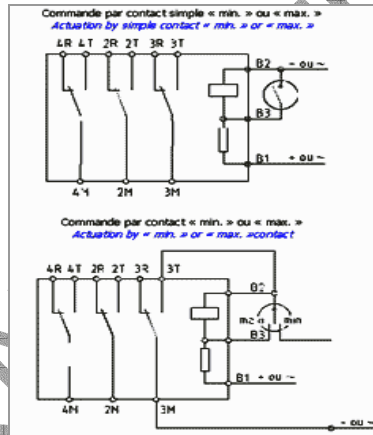 Commande par contact simple « min. » ou « max. »
Actuation by simple contact « min. » or « max. »
4R 4T 2R 2T 3R 3T
B2 - ou ~
B3
B1 + ou ~
4M 2M 3M
Commande par contact « min. » ou « max. »
Actuation by « min. » or « max. »contact
4R 4T 2R 2T 3R 3T
B2
max min
B3
B1 + ou ~
4M 2M 3M
- ou ~